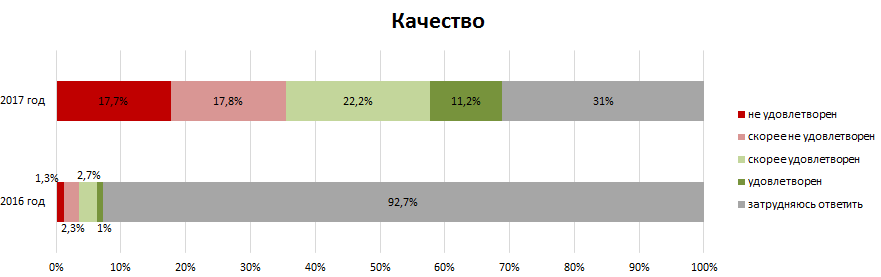 Качество
2017 год
17,7% 17,8% 22,2% 11,2% 31%
2016 год
1,3% 2,7% 92,7%
2,3% 1%
0% 10% 20% 30% 40% 50% 60% 70% 80% 90% 100%
не удовлетворен
скорее не удовлетворен
скорее удовлетворен
удовлетворен
затрудняюсь ответить